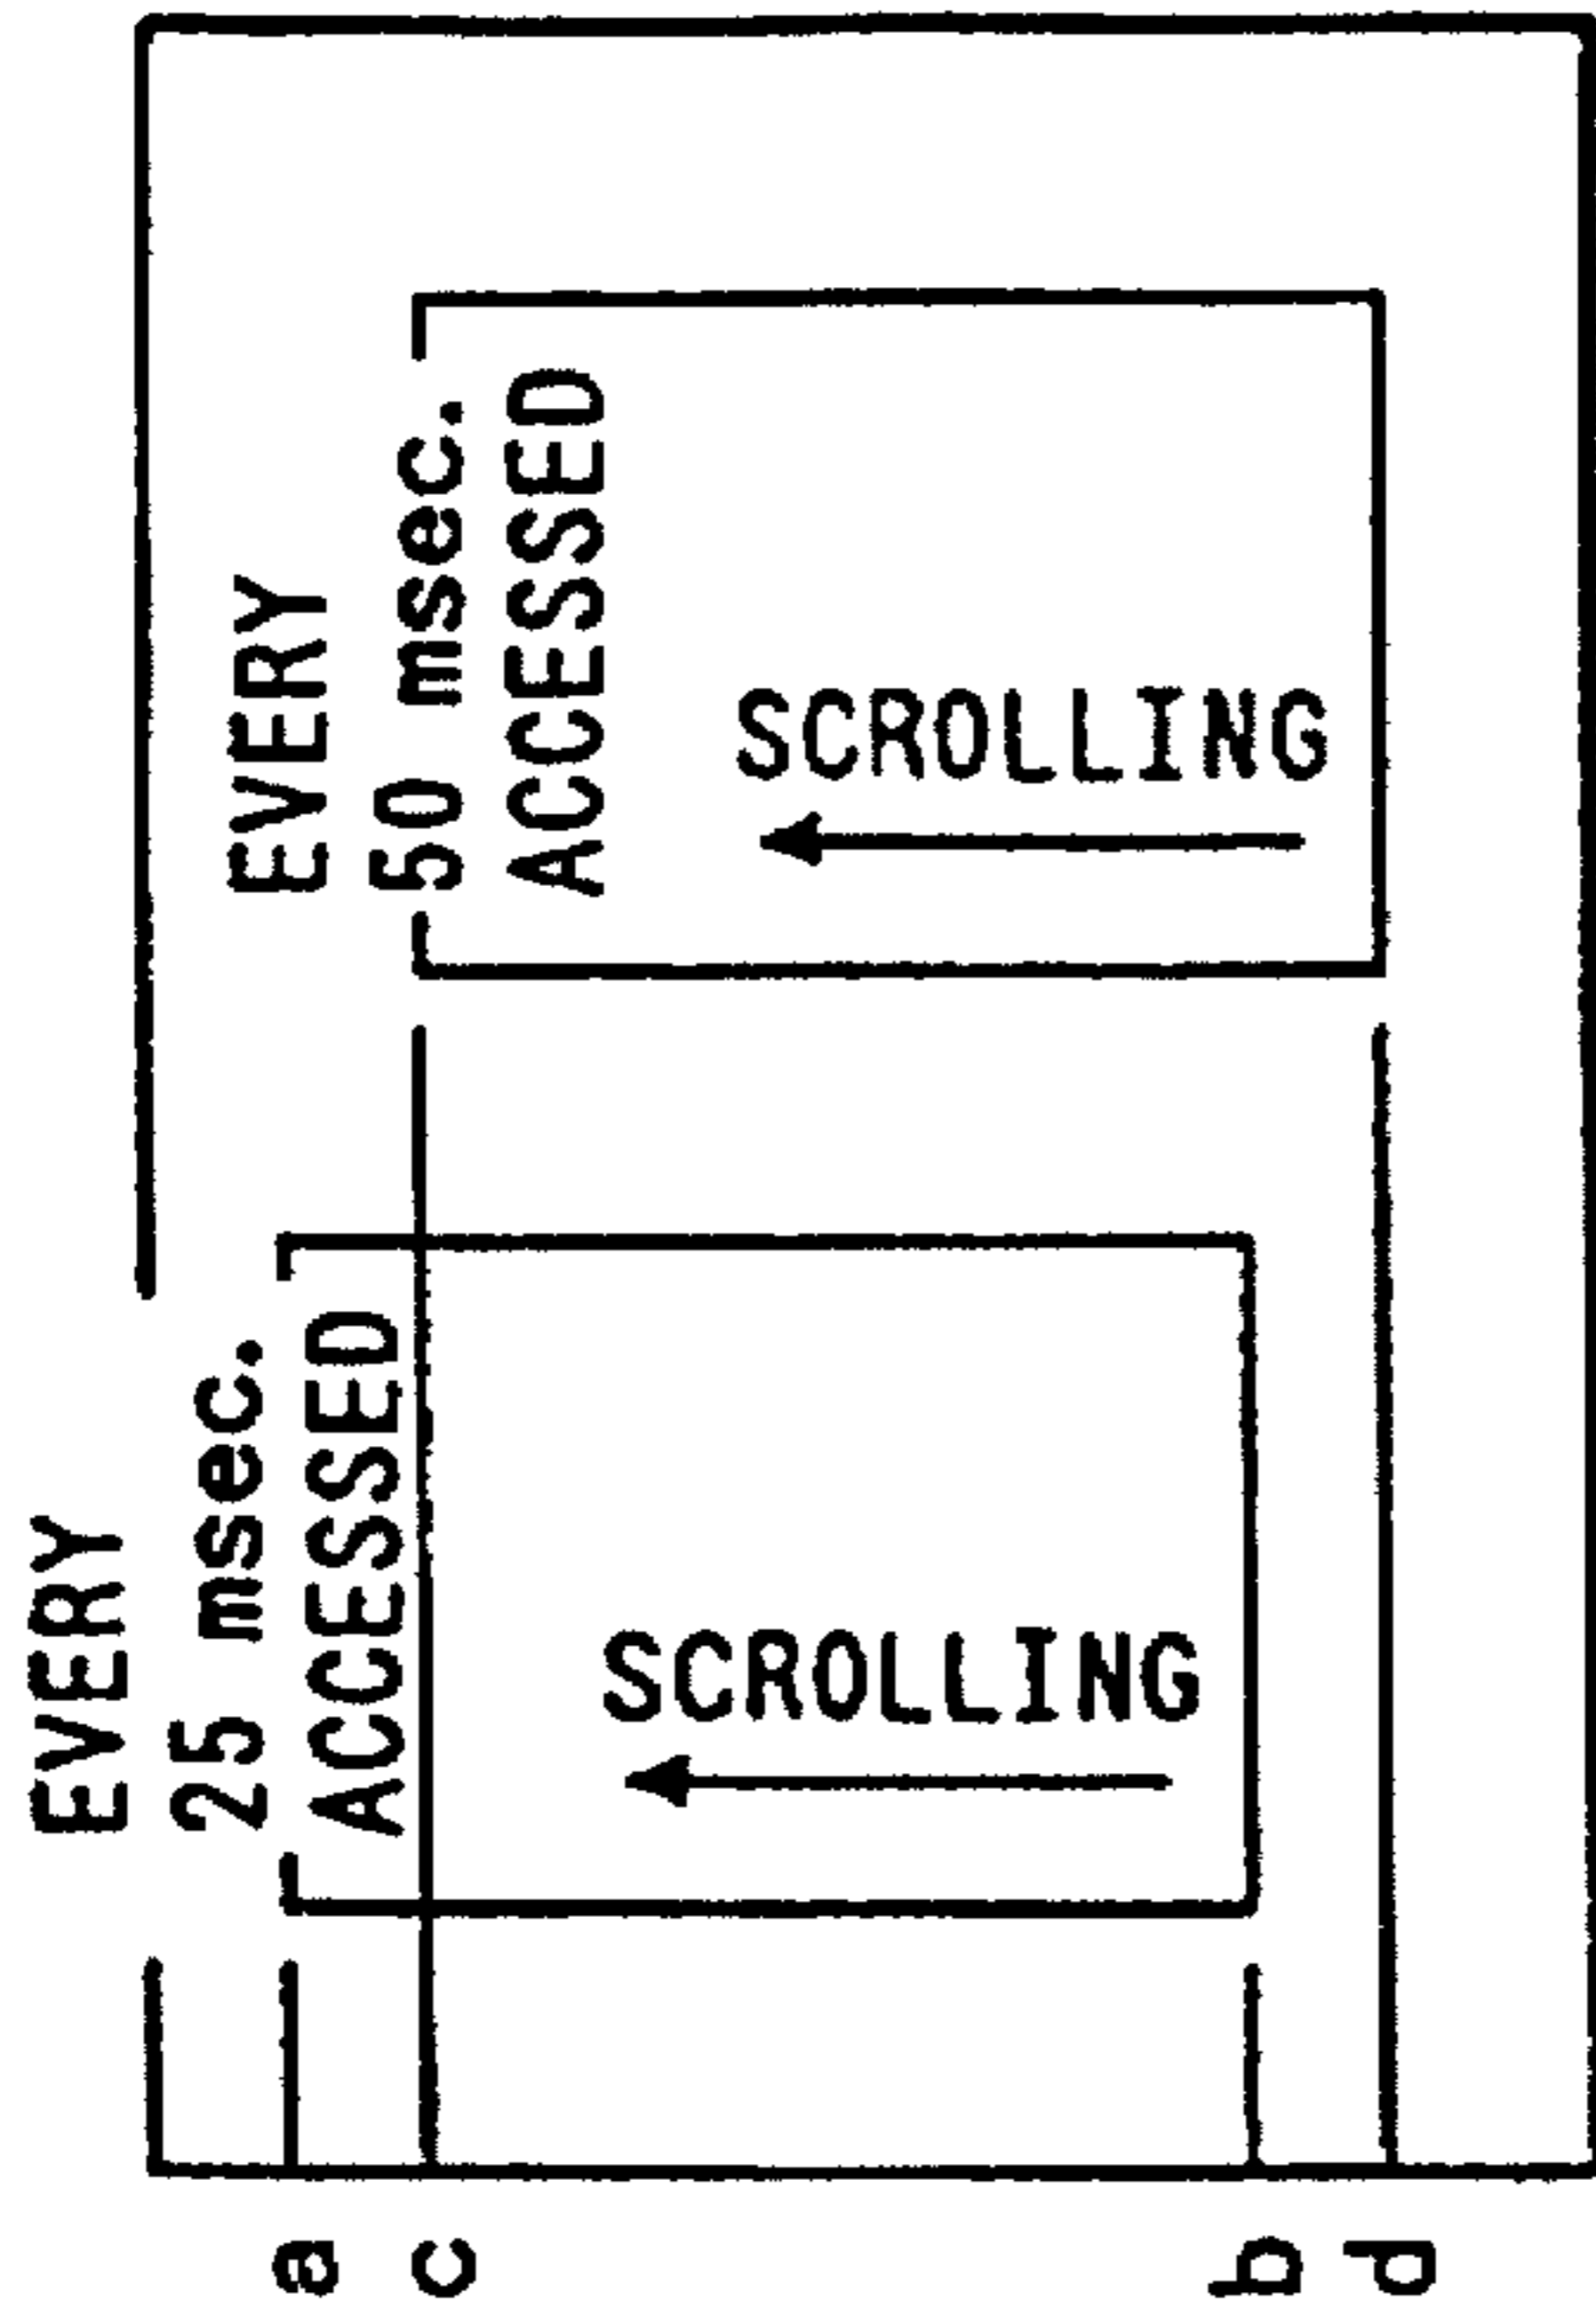 EVERY
25 msec.
ACCESSED
EVERY
50 msec.
ACCESSED
SCROLLING
SCROLLING
a
c
b
d